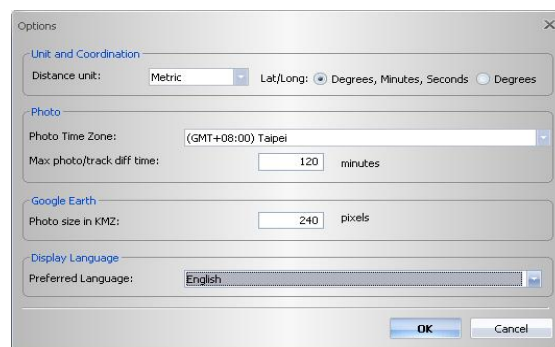 Options
Unit and Coordination
Distance unit: Metric Lat/Long: Degrees, Minutes, Seconds Degrees
Photo
Photo Time Zone: (GMT+08:00) Taipei
Max photo/track diff time: 120 minutes
Google Earth
Photo size in KMZ: 240 pixels
Display Language
Preferred Language: English
OK Cancel